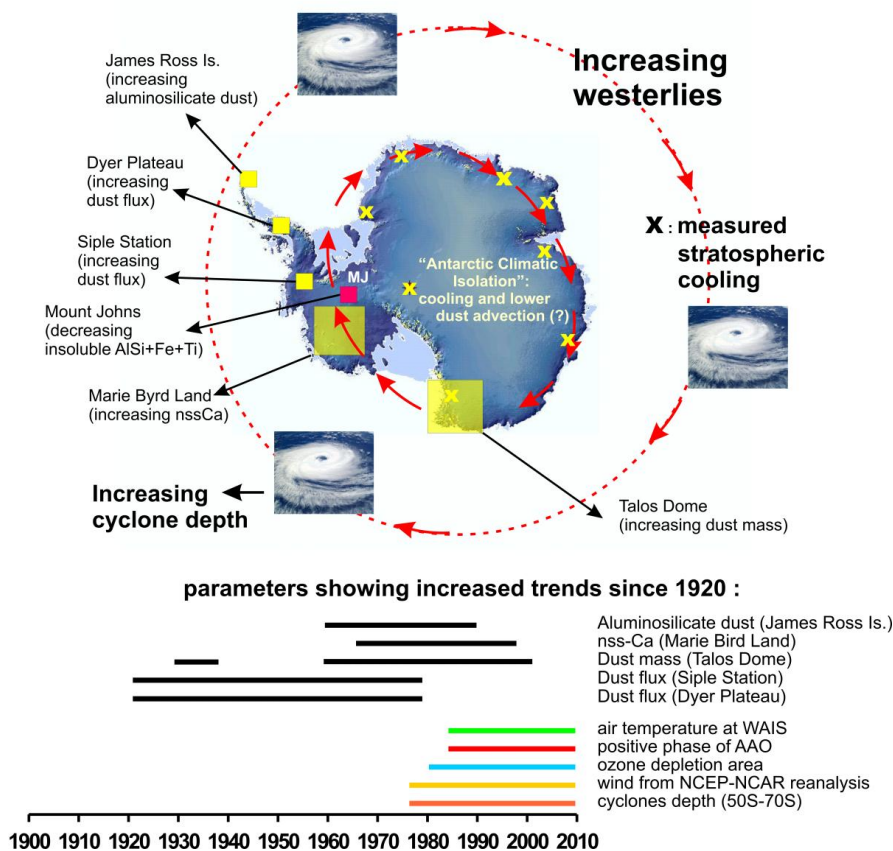 James Ross Is.
(increasing
aluminosilicate dust)
Increasing
westerlies
Dyer Plateau
(increasing
dust flux)
Siple Station
(increasing
dust flux)
Mount Johns
(decreasing
insoluble AlSi+Fe+Ti)
Marie Byrd Land
(increasing nssCa)
x x x x x x x x x
MJ
"Antarctic Climatic
Isolation":
cooling and lower
dust advection (?)
x : measured
stratospheric
cooling
Increasing
cyclone depth
Talos Dome
(increasing dust mass)
parameters showing increased trends since 1920 :
Aluminosilicate dust (James Ross Is.)
nss-Ca (Marie Bird Land)
Dust mass (Talos Dome)
Dust flux (Siple Station)
Dust flux (Dyer Plateau)
air temperature at WAIS
positive phase of AAO
ozone depletion area
wind from NCEP-NCAR reanalysis
cyclones depth (50S-70S)
1900 1910 1920 1930 1940 1950 1960 1970 1980 1990 2000 2010